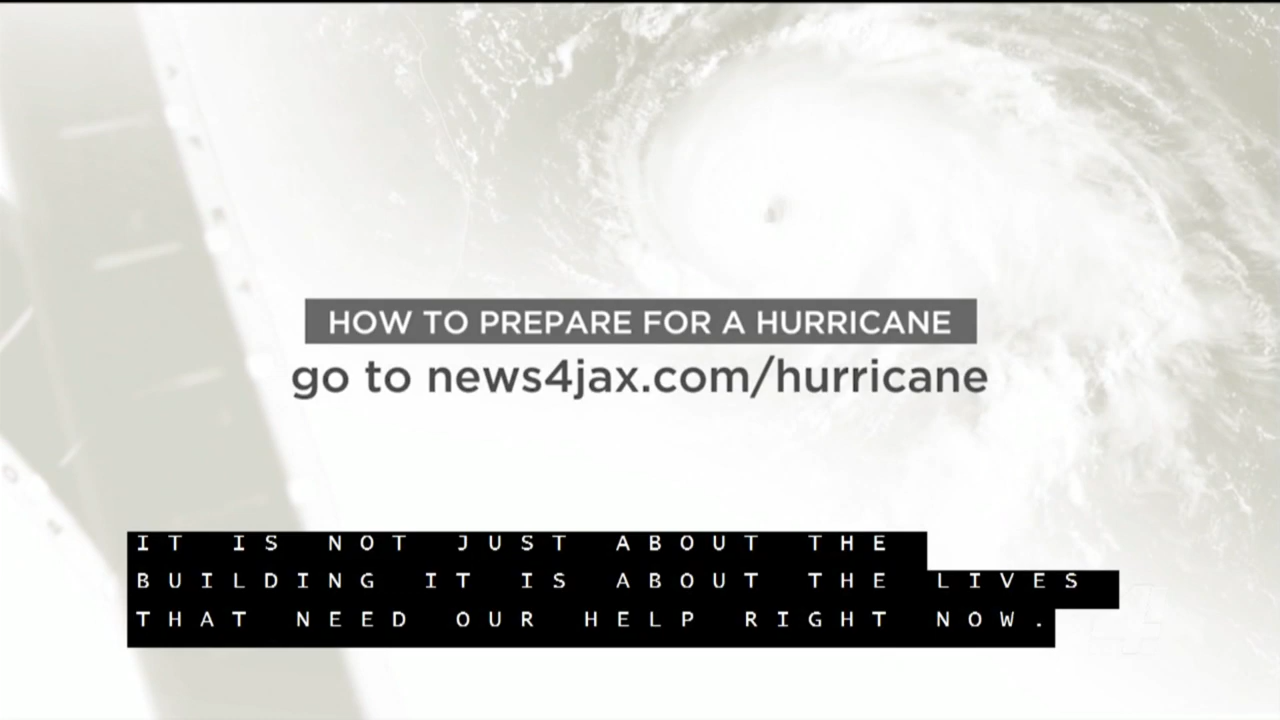 HOW TO PREPARE FOR A HURRICANE
go to news4jax.com/hurricane
IT IS NOT JUST ABOUT THE
BUILDING IT IS ABOUT THE LIVES
THAT NEED OUR HELP RIGHT NOW.